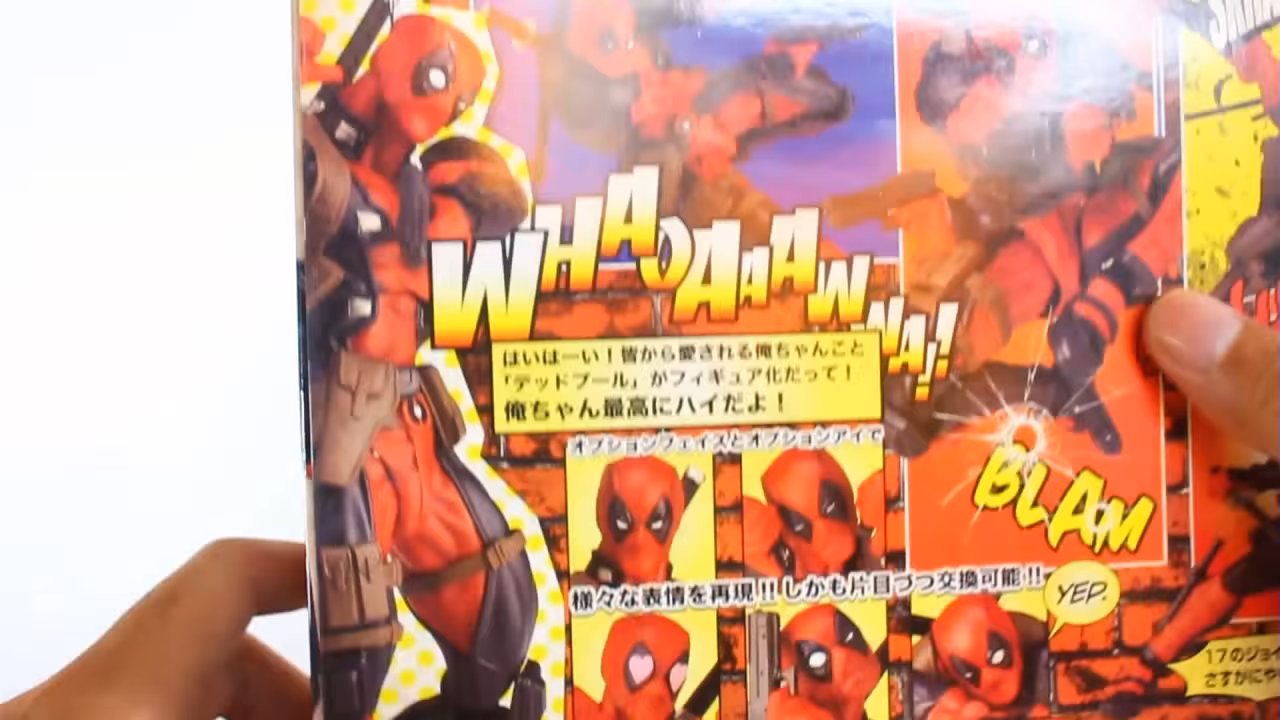 WHAOAAAWWA!!
はいはーい！皆から愛される俺ちゃんこと
「デッドプール」がフィギュア化だって！
俺ちゃん最高にハイだよ！
オプションフェイスとオプションアイで
BLAM
様々な表情を再現!!しかも片目づつ交換可能!!
YEP.
17のジョイ
さすがにや